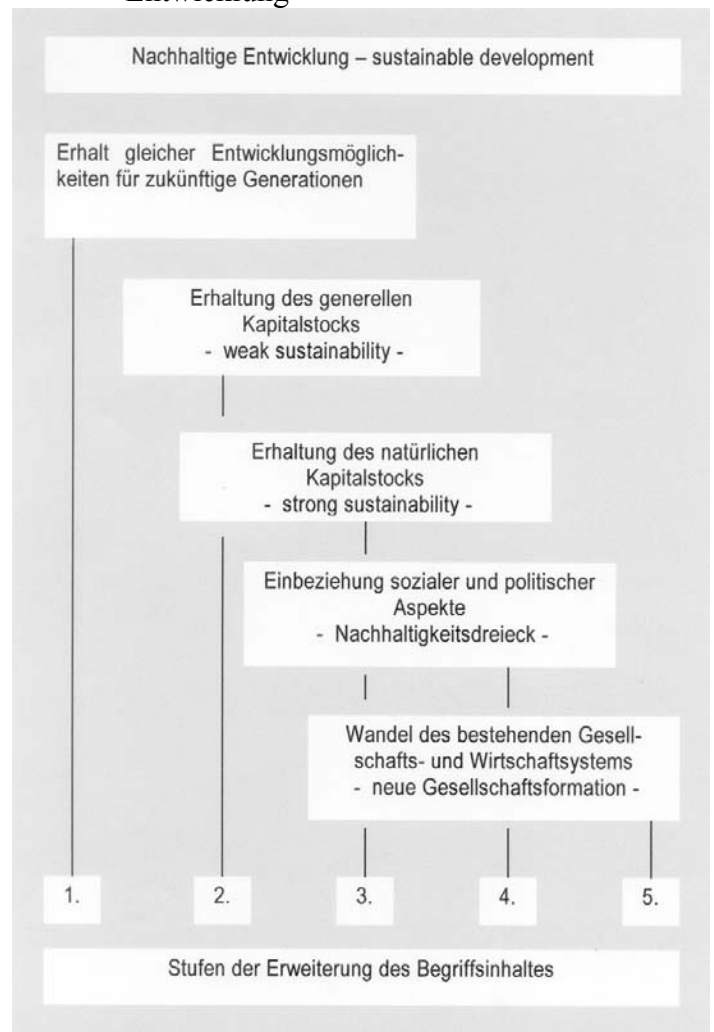 Entwicklung
Nachhaltige Entwicklung – sustainable development
Erhalt gleicher Entwicklungsmöglich-
keiten für zukünftige Generationen
Erhaltung des generellen
Kapitalstocks
- weak sustainability -
Erhaltung des natürlichen
Kapitalstocks
- strong sustainability -
Einbeziehung sozialer und politischer
Aspekte
- Nachhaltigkeitsdreieck -
Wandel des bestehenden Gesell-
schafts- und Wirtschaftsystems
- neue Gesellschaftsformation -
1. 2. 3. 4. 5.
Stufen der Erweiterung des Begriffsinhaltes